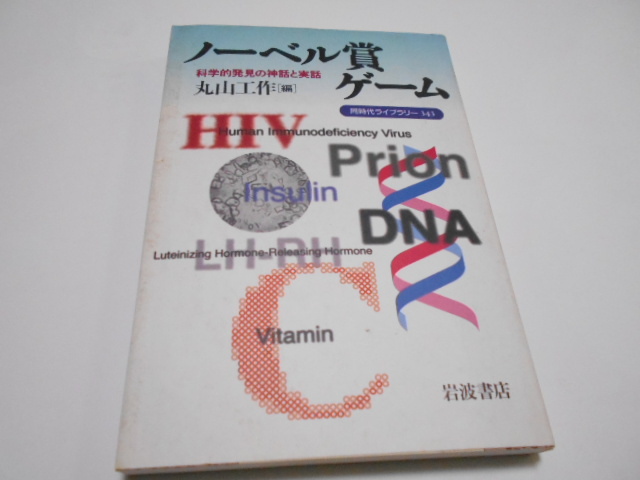 ノーベル賞
ゲーム
科学的発見の神話と実話
丸山工作[編]
同時代ライブラリー 343
HIV
Human Immunodeficiency Virus
Prion
Insulin
DNA
LH-RH
Luteinizing Hormone-Releasing Hormone
C
Vitamin
岩波書店